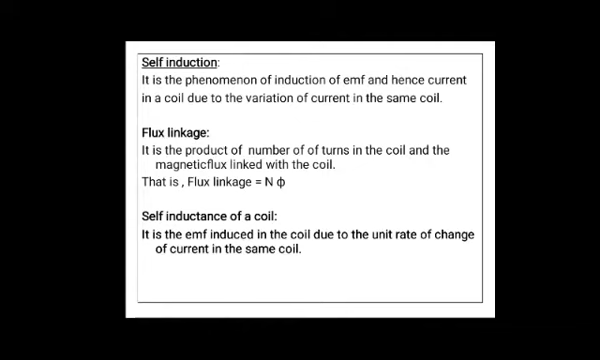 Self induction:
It is the phenomenon of induction of emf and hence current
in a coil due to the variation of current in the same coil.
Flux linkage:
It is the product of number of of turns in the coil and the
magneticflux linked with the coil.
That is , Flux linkage = N ϕ
Self inductance of a coil:
It is the emf induced in the coil due to the unit rate of change
of current in the same coil.